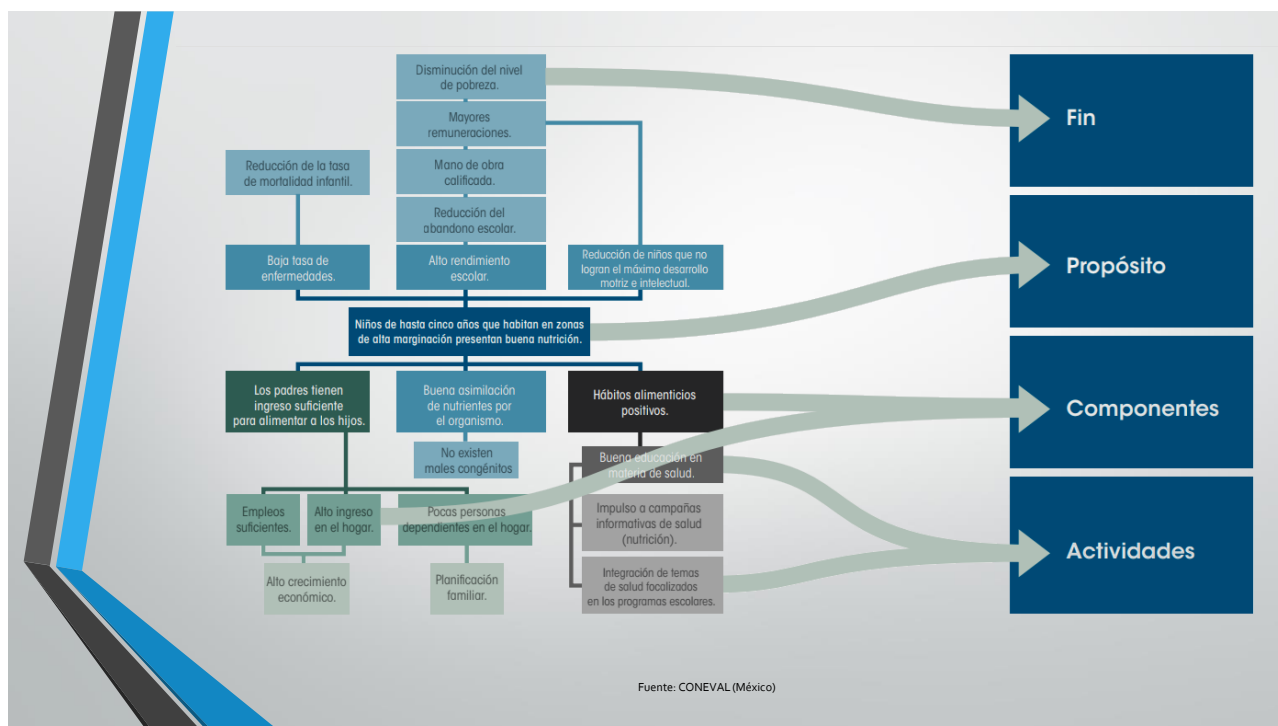 Disminución del nivel
de pobreza.
Mayores
remuneraciones.
Reducción de la tasa
de mortalidad infantil.
Mano de obra
calificada.
Reducción del
abandono escolar.
Baja tasa de
enfermedades.
Alto rendimiento
escolar.
Reducción de niños que no
logran el máximo desarrollo
motriz e intelectual.
Niños de hasta cinco años que habitan en zonas
de alta marginación presentan buena nutrición.
Los padres tienen
ingreso suficiente
para alimentar a los hijos.
Buena asimilación
de nutrientes por
el organismo.
Hábitos alimenticios
positivos.
No existen
males congénitos
Buena educación en
materia de salud.
Empleos
suficientes.
Alto ingreso
en el hogar.
Pocas personas
dependientes en el hogar.
Impulso a campañas
informativas de salud
(nutrición).
Alto crecimiento
económico.
Planificación
familiar.
Integración de temas
de salud focalizados
en los programas escolares.
Fin
Propósito
Componentes
Actividades
Fuente: CONEVAL (México)